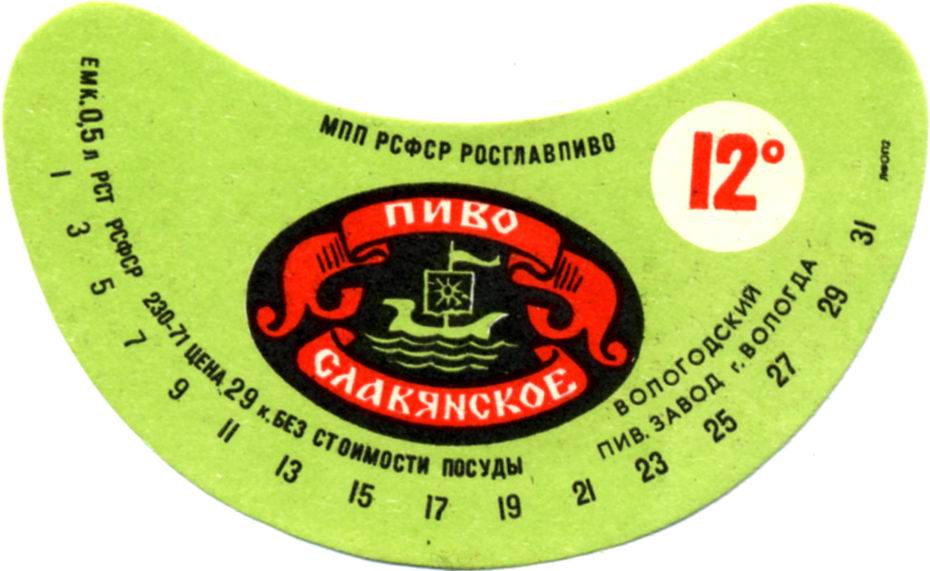 МПП РСФСР РОСГЛАВПИВО
12°
ПИВО
СЛАВЯНСКОЕ
ЕМК. 0,5 л РСТ РСФСР 230-71 ЦЕНА 29 к. БЕЗ СТОИМОСТИ ПОСУДЫ
ВОЛОГОДСКИЙ
ПИВ. ЗАВОД г. ВОЛОГДА
1 3 5 7 9 11 13 15 17 19 21 23 25 27 29 31